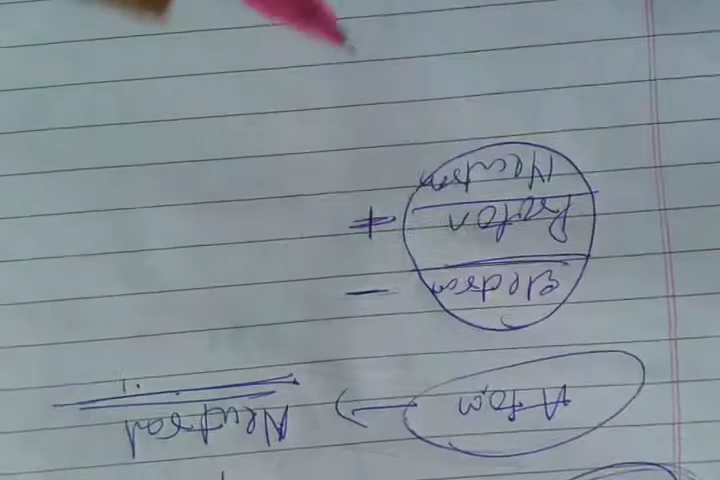 Atom → Neutral
Electron −
Proton +
Neutron